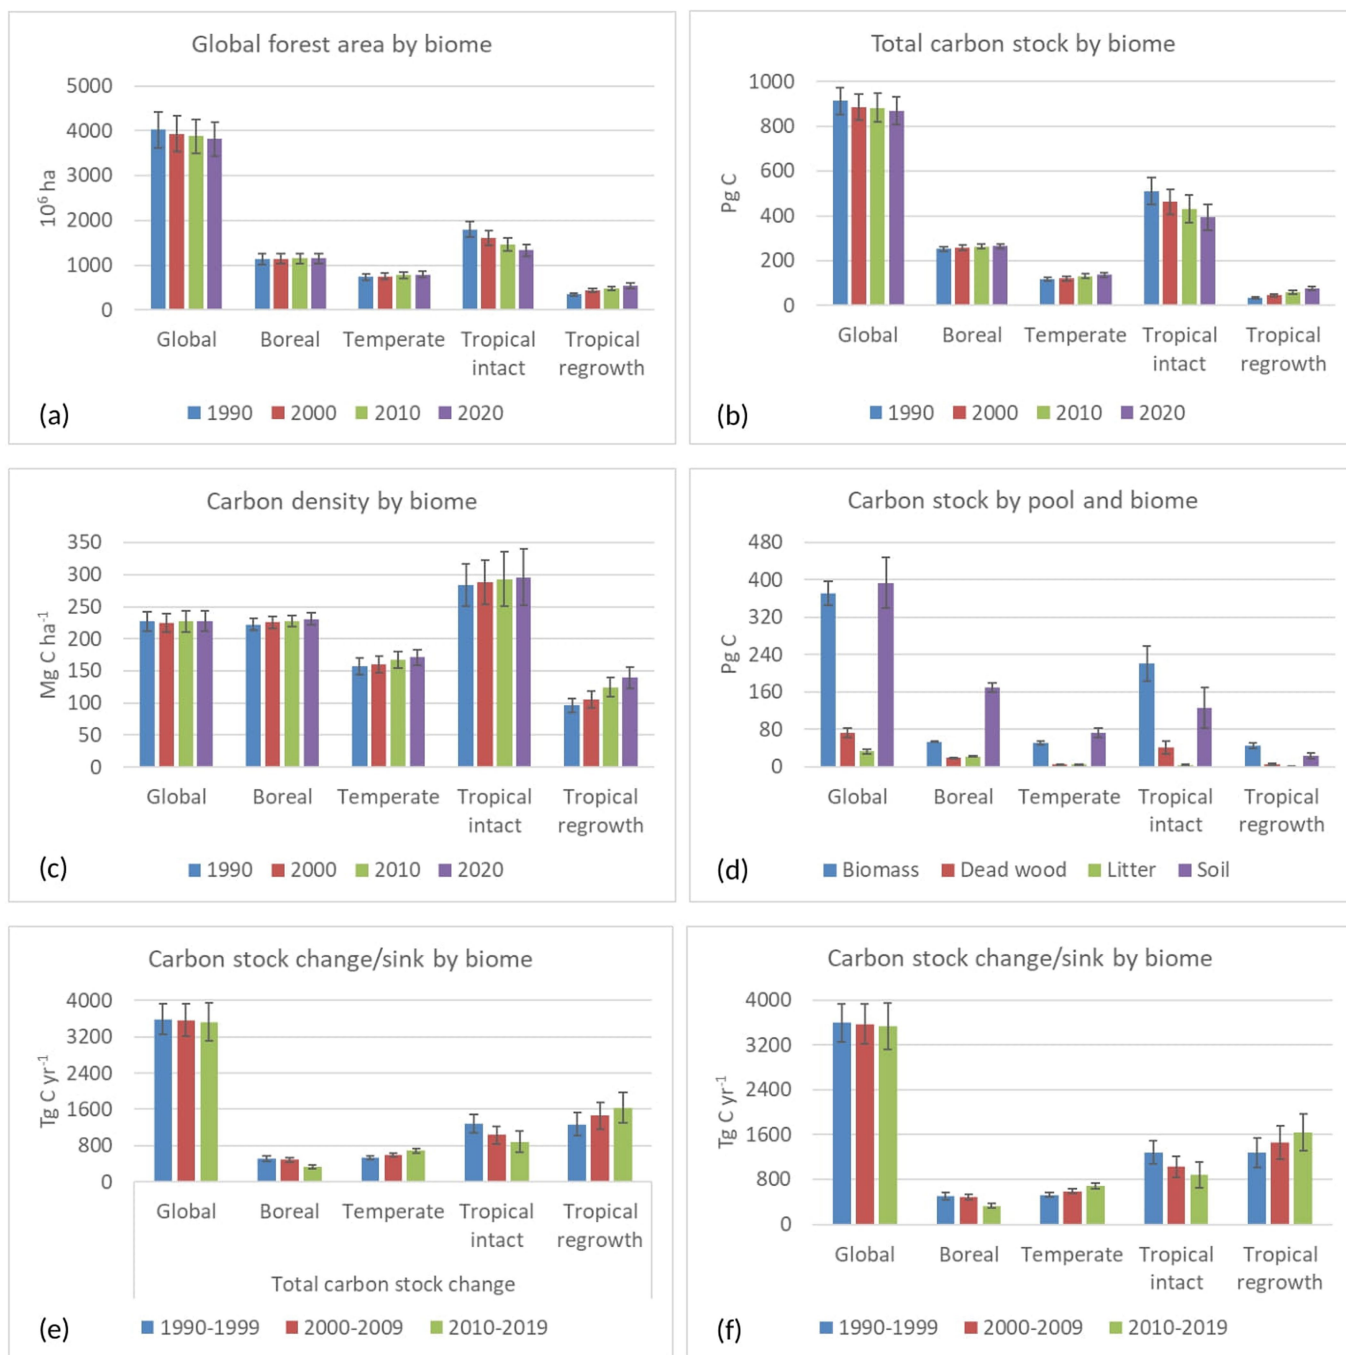 Global forest area by biome
5000
4000
3000
2000
1000
0
10⁶ ha
Global Boreal Temperate Tropical intact Tropical regrowth
(a)
1990 2000 2010 2020
Total carbon stock by biome
1000
800
600
400
200
0
Pg C
Global Boreal Temperate Tropical intact Tropical regrowth
(b)
1990 2000 2010 2020
Carbon density by biome
350
300
250
200
150
100
50
0
Mg C ha⁻¹
Global Boreal Temperate Tropical intact Tropical regrowth
(c)
1990 2000 2010 2020
Carbon stock by pool and biome
480
400
320
240
160
80
0
Pg C
Global Boreal Temperate Tropical intact Tropical regrowth
(d)
Biomass Dead wood Litter Soil
Carbon stock change/sink by biome
4000
3200
2400
1600
800
0
Tg C yr⁻¹
Global Boreal Temperate Tropical intact Tropical regrowth
Total carbon stock change
(e)
1990-1999 2000-2009 2010-2019
Carbon stock change/sink by biome
4000
3200
2400
1600
800
0
Tg C yr⁻¹
Global Boreal Temperate Tropical intact Tropical regrowth
(f)
1990-1999 2000-2009 2010-2019